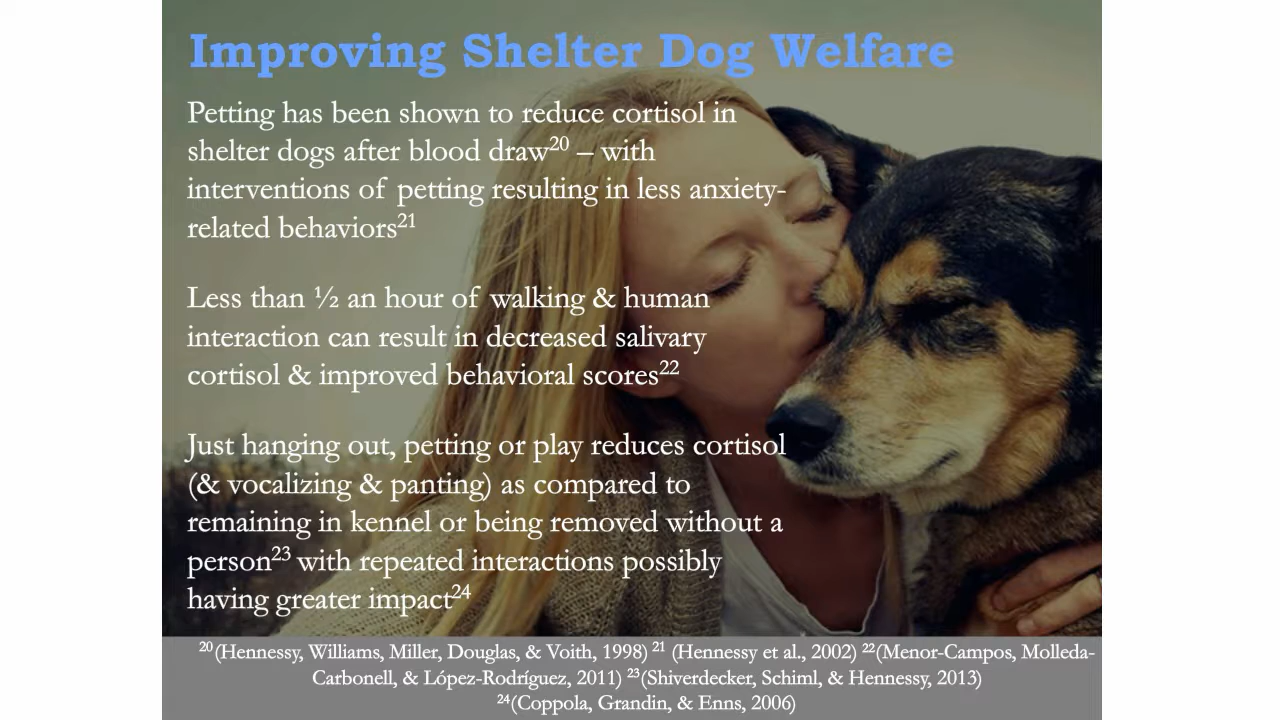 Improving Shelter Dog Welfare
Petting has been shown to reduce cortisol in
shelter dogs after blood draw²⁰ – with
interventions of petting resulting in less anxiety-
related behaviors²¹
Less than ½ an hour of walking & human
interaction can result in decreased salivary
cortisol & improved behavioral scores²²
Just hanging out, petting or play reduces cortisol
(& vocalizing & panting) as compared to
remaining in kennel or being removed without a
person²³ with repeated interactions possibly
having greater impact²⁴
²⁰(Hennessy, Williams, Miller, Douglas, & Voith, 1998) ²¹ (Hennessy et al., 2002) ²²(Menor-Campos, Molleda-
Carbonell, & López-Rodríguez, 2011) ²³(Shiverdecker, Schiml, & Hennessy, 2013)
²⁴(Coppola, Grandin, & Enns, 2006)